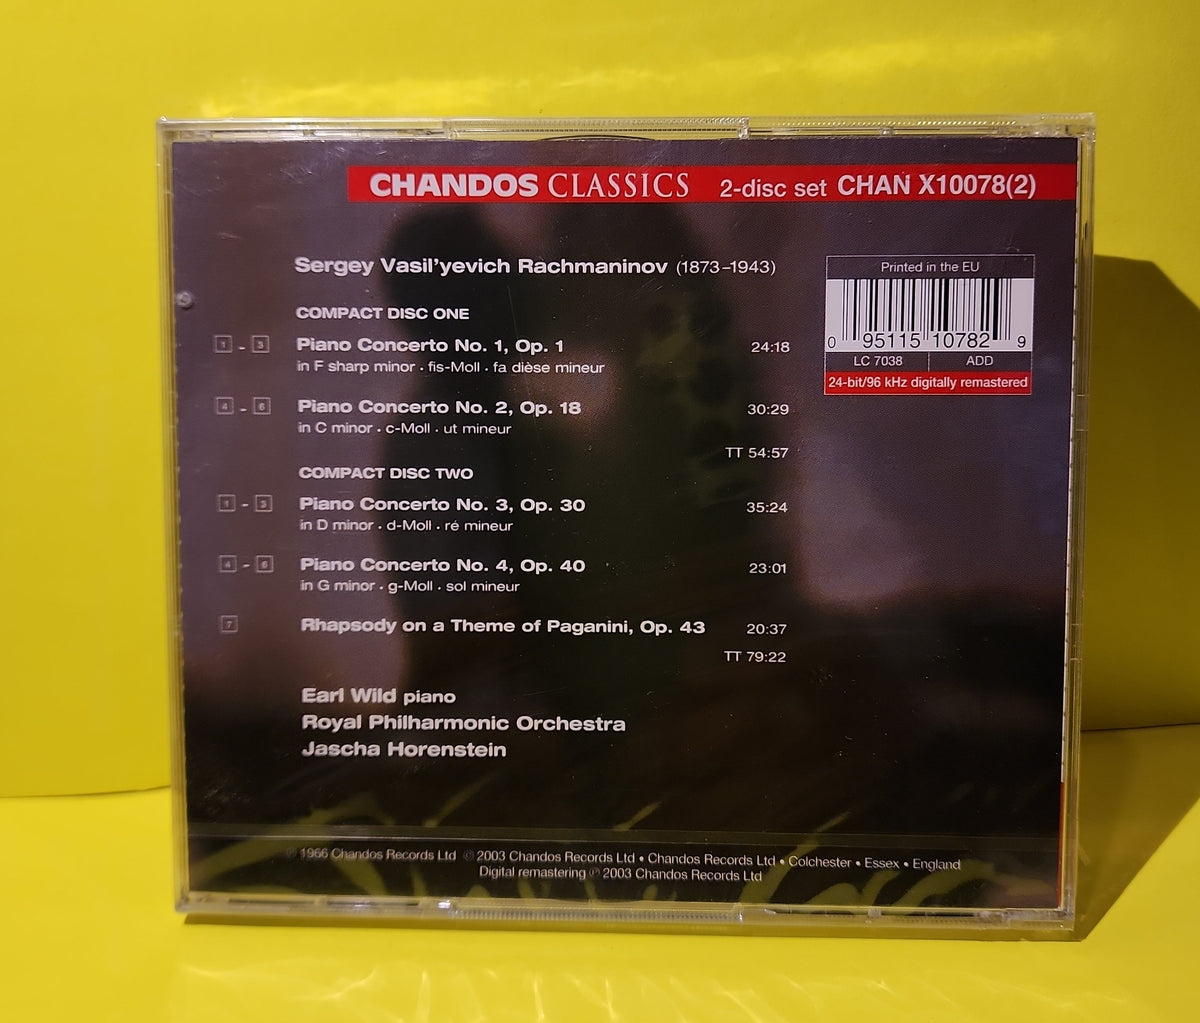 CHANDOS CLASSICS 2-disc set CHAN X10078(2)
Sergey Vasil'yevich Rachmaninov (1873–1943)
Printed in the EU
0 95115 10782 9
LC 7038 ADD
24-bit/96 kHz digitally remastered
COMPACT DISC ONE
1 - 3 Piano Concerto No. 1, Op. 1 24:18
in F sharp minor · fis-Moll · fa dièse mineur
4 - 6 Piano Concerto No. 2, Op. 18 30:29
in C minor · c-Moll · ut mineur
TT 54:57
COMPACT DISC TWO
1 - 3 Piano Concerto No. 3, Op. 30 35:24
in D minor · d-Moll · ré mineur
4 - 6 Piano Concerto No. 4, Op. 40 23:01
in G minor · g-Moll · sol mineur
7 Rhapsody on a Theme of Paganini, Op. 43 20:37
TT 79:22
Earl Wild piano
Royal Philharmonic Orchestra
Jascha Horenstein
℗ 1966 Chandos Records Ltd © 2003 Chandos Records Ltd • Chandos Records Ltd • Colchester • Essex • England
Digital remastering ℗ 2003 Chandos Records Ltd